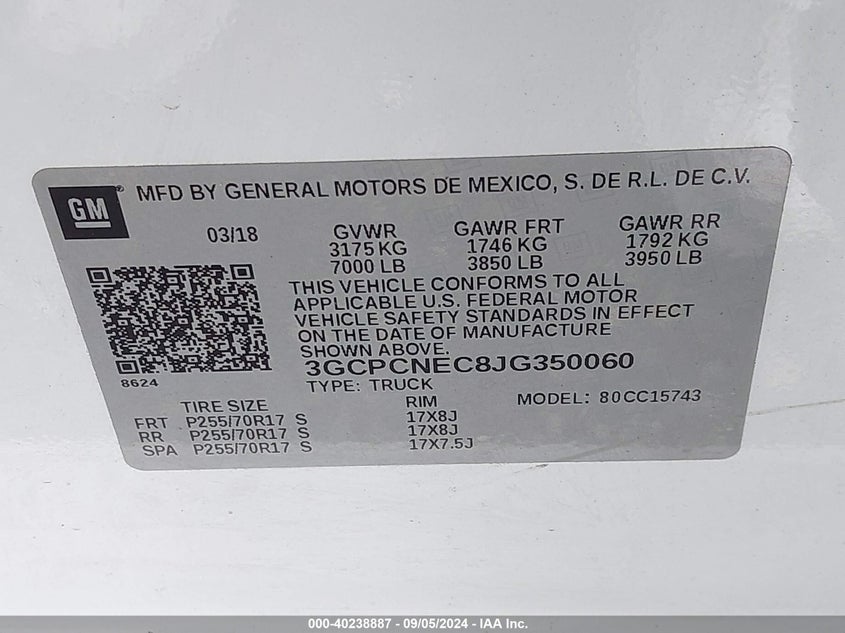 GM
®
MFD BY GENERAL MOTORS DE MEXICO, S. DE R.L. DE C.V.
03/18 GVWR GAWR FRT GAWR RR
3175 KG 1746 KG 1792 KG
7000 LB 3850 LB 3950 LB
THIS VEHICLE CONFORMS TO ALL
APPLICABLE U.S. FEDERAL MOTOR
VEHICLE SAFETY STANDARDS IN EFFECT
ON THE DATE OF MANUFACTURE
SHOWN ABOVE.
8624
3GCPCNEC8JG350060
TYPE: TRUCK
MODEL: 80CC15743
TIRE SIZE RIM
FRT P255/70R17 S 17X8J
RR P255/70R17 S 17X8J
SPA P255/70R17 S 17X7.5J
000-40238887 - 09/05/2024 - IAA Inc.